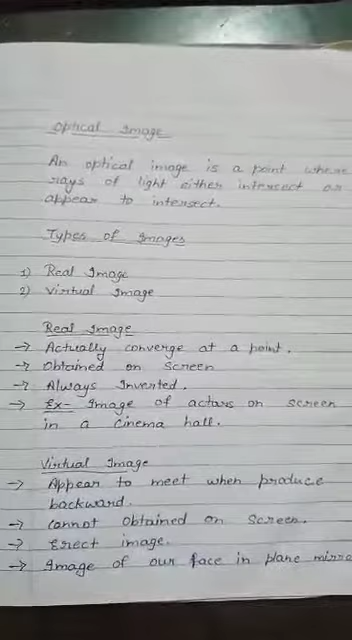 Optical Image
An optical image is a point where
rays of light either intersect or
appear to intersect.
Types of Images
1) Real Image
2) Virtual Image
Real Image
→ Actually converge at a point.
→ Obtained on Screen
→ Always Inverted.
→ Ex- Image of actors on screen
in a cinema hall.
Virtual Image
→ Appear to meet when produce
backward.
→ Cannot obtained on Screen.
→ Erect image.
→ Image of our face in plane mirro